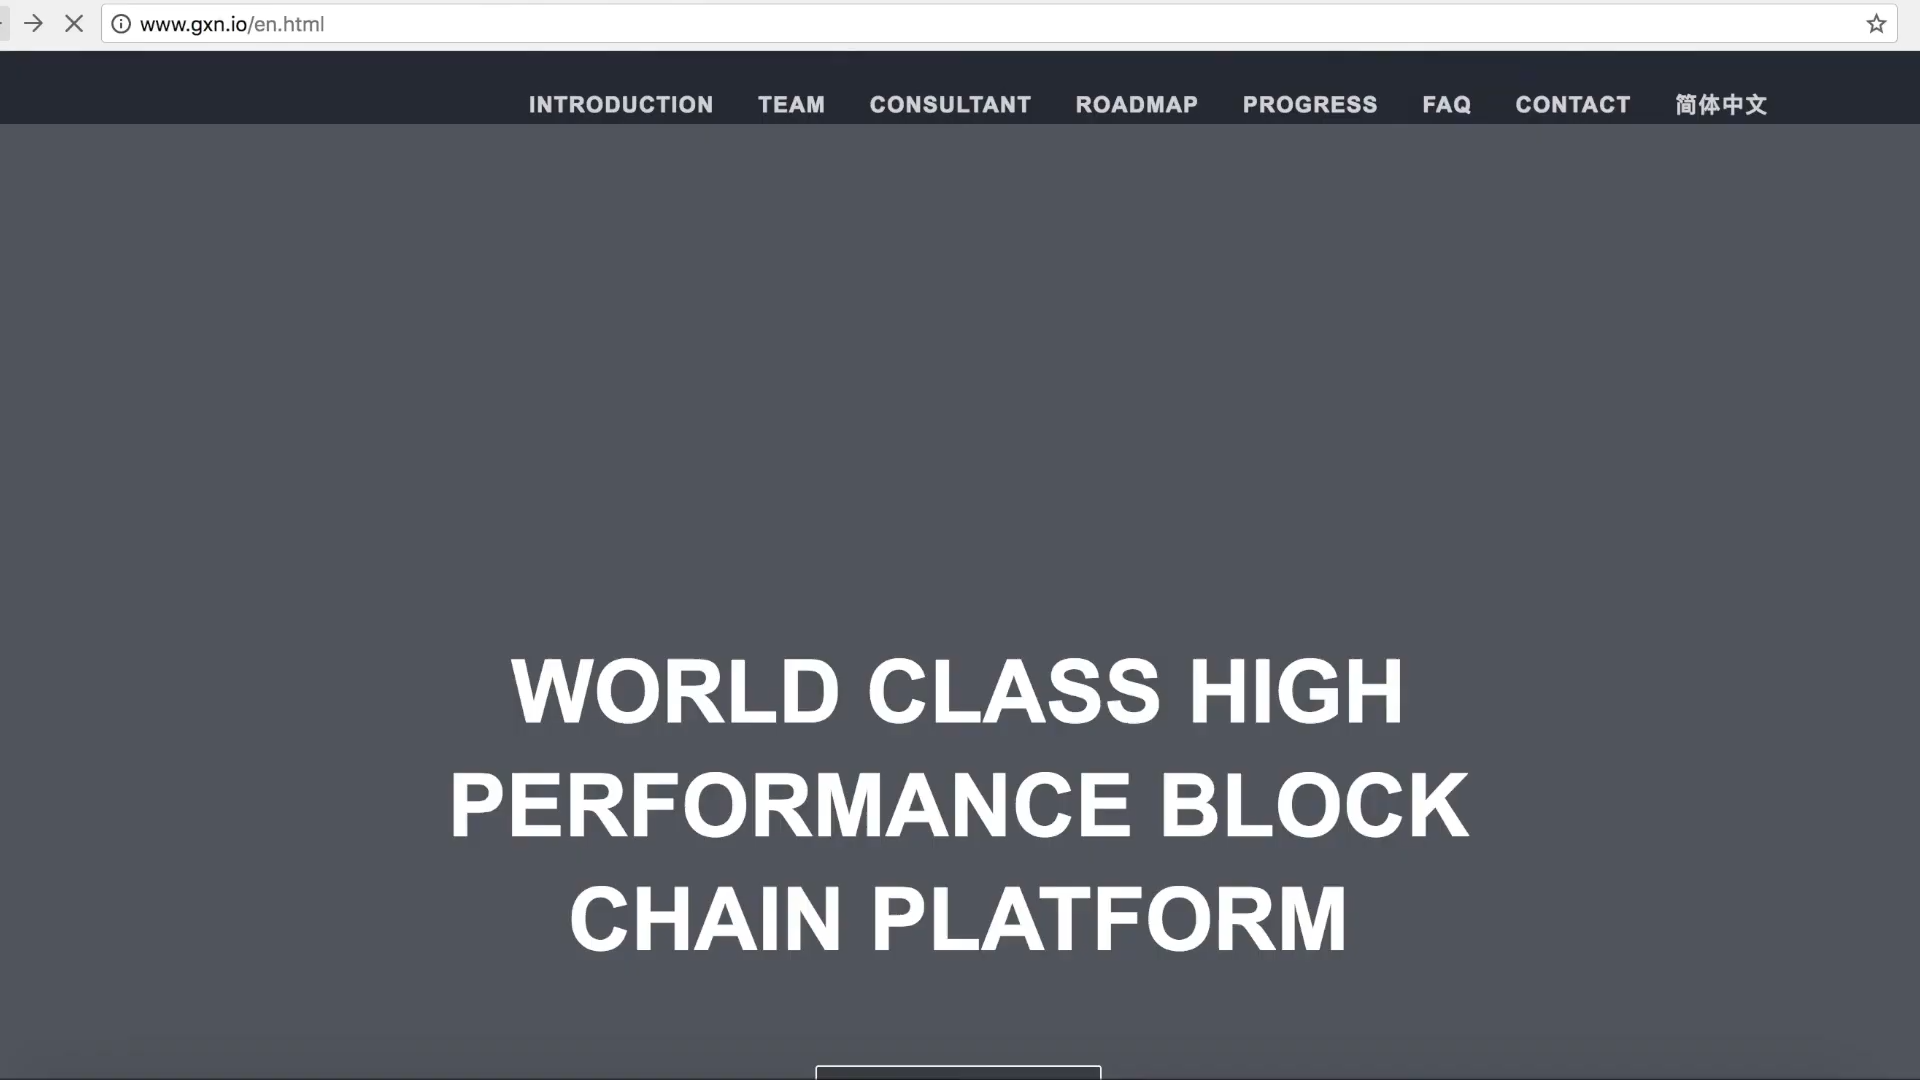 www.gxn.io/en.html
INTRODUCTION TEAM CONSULTANT ROADMAP PROGRESS FAQ CONTACT 简体中文
WORLD CLASS HIGH
PERFORMANCE BLOCK
CHAIN PLATFORM